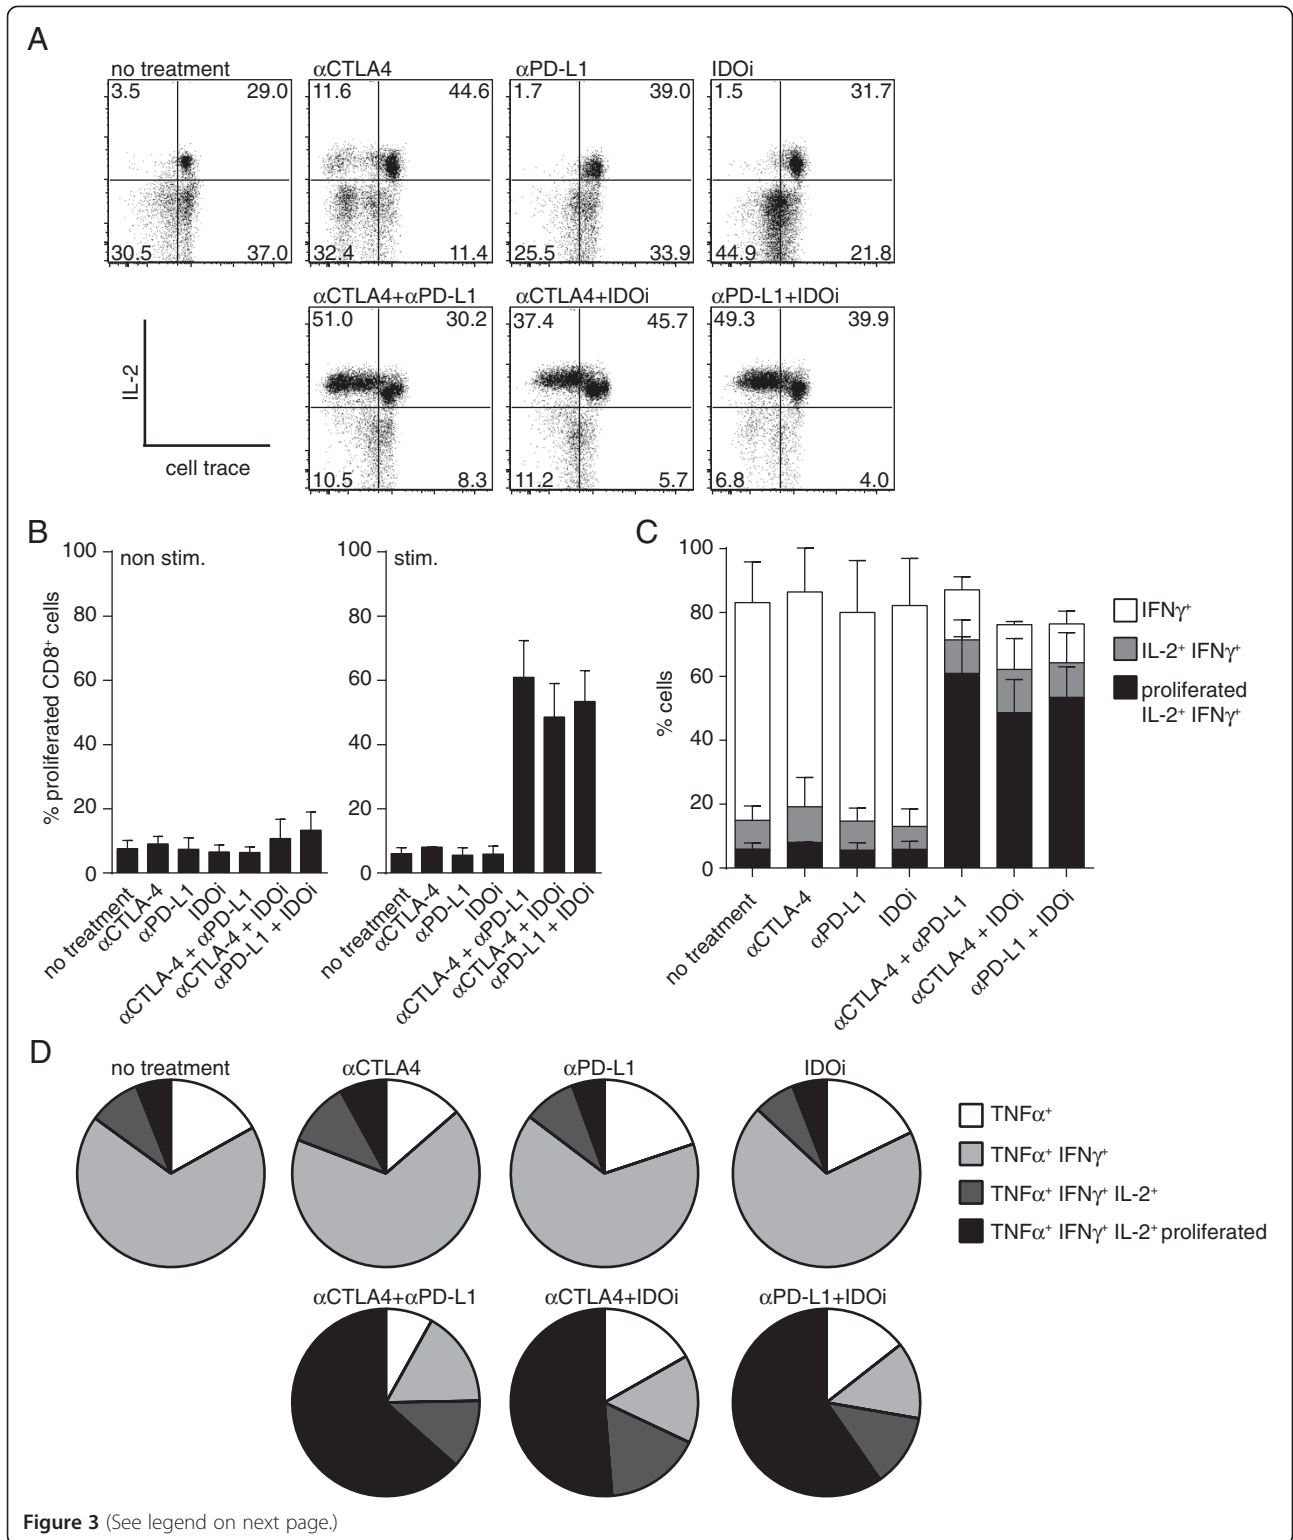 A
no treatment
αCTLA4
αPD-L1
IDOi
3.5 29.0
11.6 44.6
1.7 39.0
1.5 31.7
30.5 37.0
32.4 11.4
25.5 33.9
44.9 21.8
αCTLA4+αPD-L1
αCTLA4+IDOi
αPD-L1+IDOi
51.0 30.2
37.4 45.7
49.3 39.9
10.5 8.3
11.2 5.7
6.8 4.0
IL-2
cell trace
B
% proliferated CD8⁺ cells
100
80
60
40
20
0
non stim.
no treatment
αCTLA-4
αPD-L1
IDOi
αCTLA-4 + αPD-L1
αCTLA-4 + IDOi
αPD-L1 + IDOi
100
80
60
40
20
0
stim.
no treatment
αCTLA-4
αPD-L1
IDOi
αCTLA-4 + αPD-L1
αCTLA-4 + IDOi
αPD-L1 + IDOi
C
% cells
100
80
60
40
20
0
no treatment
αCTLA-4
αPD-L1
IDOi
αCTLA-4 + αPD-L1
αCTLA-4 + IDOi
αPD-L1 + IDOi
IFNγ⁺
IL-2⁺ IFNγ⁺
proliferated
IL-2⁺ IFNγ⁺
D
no treatment
αCTLA4
αPD-L1
IDOi
αCTLA4+αPD-L1
αCTLA4+IDOi
αPD-L1+IDOi
TNFα⁺
TNFα⁺ IFNγ⁺
TNFα⁺ IFNγ⁺ IL-2⁺
TNFα⁺ IFNγ⁺ IL-2⁺ proliferated
Figure 3 (See legend on next page.)